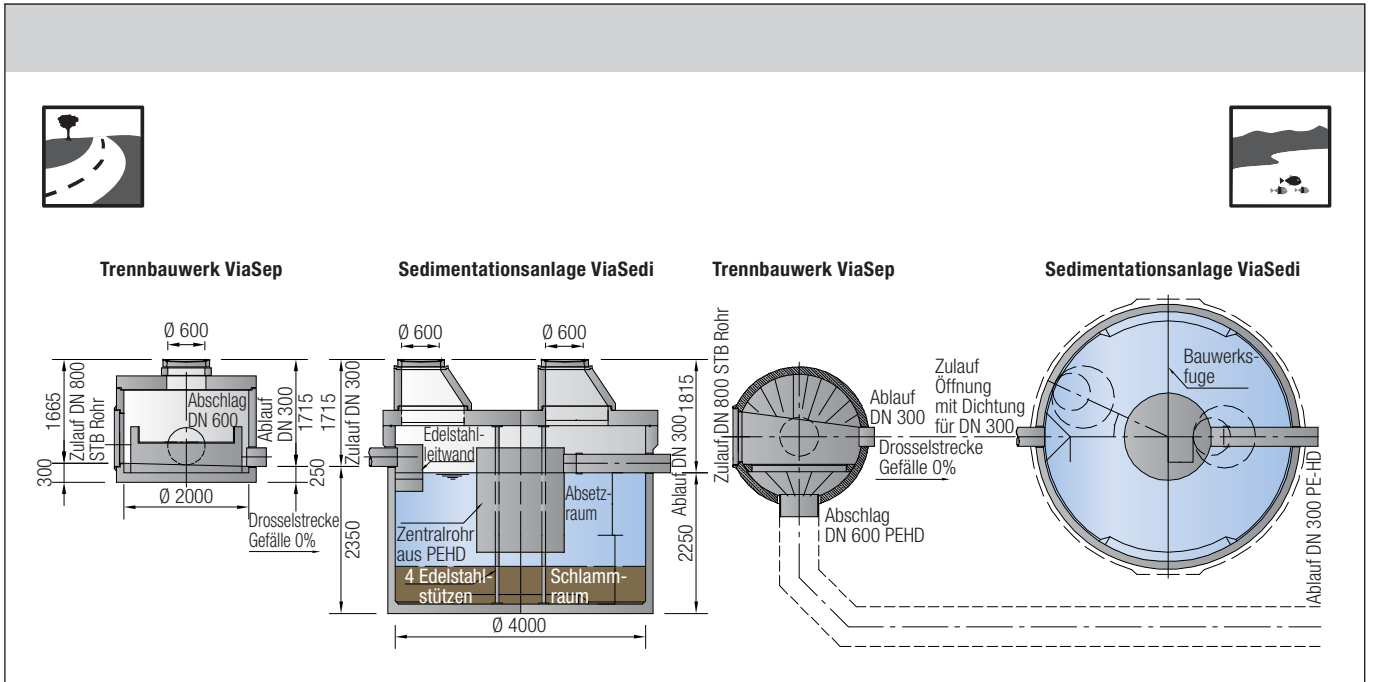 Trennbauwerk ViaSep
Sedimentationsanlage ViaSedi
Trennbauwerk ViaSep
Sedimentationsanlage ViaSedi
Ø 600
1665
Zulauf DN 800
STB Rohr
300
Abschlag
DN 600
Ablauf
DN 300
1715
250
Ø 2000
Drosselstrecke
Gefälle 0%
Ø 600
Ø 600
1715
Zulauf DN 300
2350
Edelstahl-
leitwand
Zentralrohr
aus PEHD
Absetz-
raum
4 Edelstahl-
stützen
Schlamm-
raum
1815
Ablauf DN 300
2250
Ø 4000
Zulauf DN 800 STB Rohr
Ablauf
DN 300
Drosselstrecke
Gefälle 0%
Abschlag
DN 600 PEHD
Zulauf
Öffnung
mit Dichtung
für DN 300
Bauwerks-
fuge
Ablauf DN 300 PE-HD